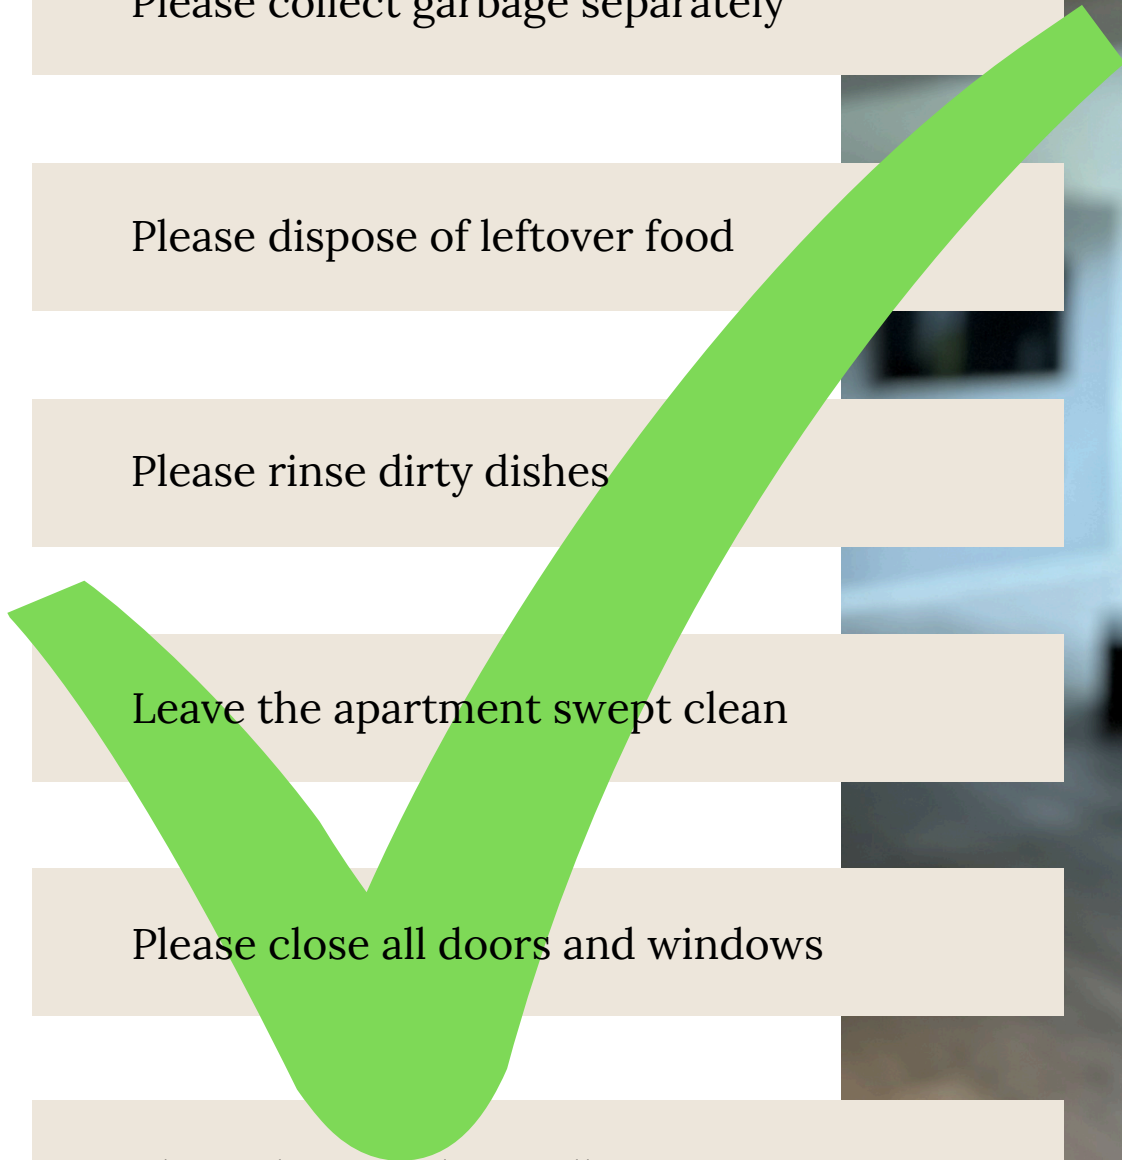 Please collect garbage separately
Please dispose of leftover food
Please rinse dirty dishes
Leave the apartment swept clean
Please close all doors and windows